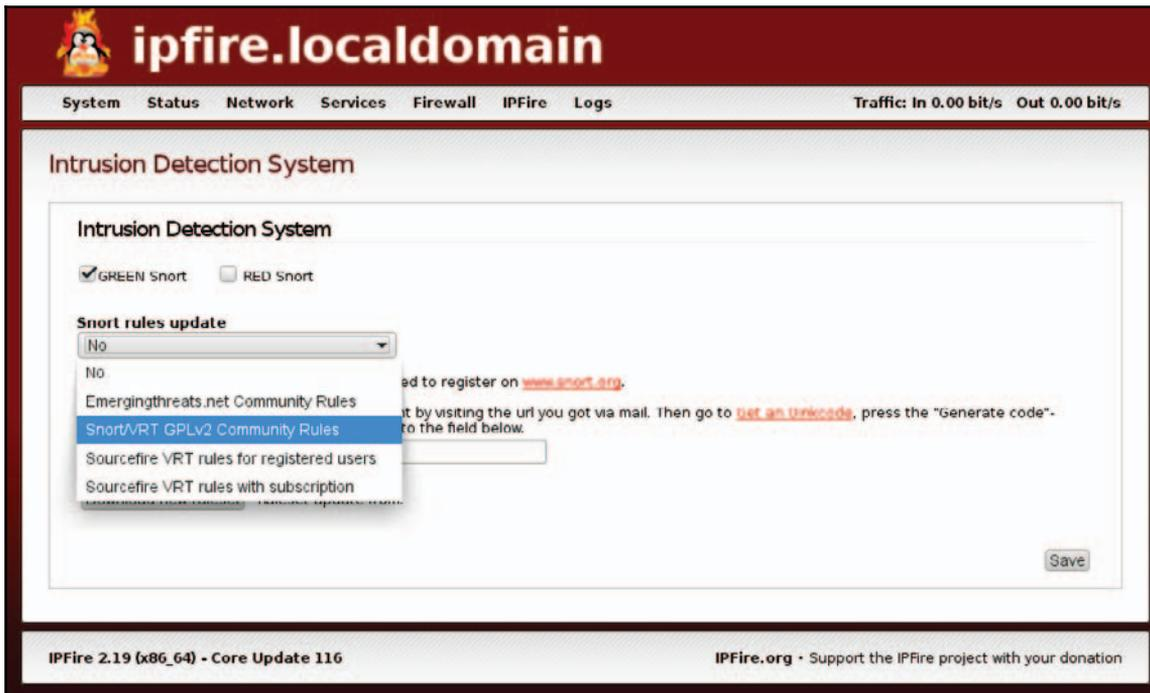 ipfire.localdomain
System Status Network Services Firewall IPFire Logs Traffic: In 0.00 bit/s Out 0.00 bit/s
Intrusion Detection System
Intrusion Detection System
GREEN Snort RED Snort
Snort rules update
No
No
ed to register on www.snort.org.
Emergingthreats.net Community Rules
t by visiting the url you got via mail. Then go to Get an Oinkcode, press the "Generate code"-
Snort/VRT GPLv2 Community Rules
to the field below.
Sourcefire VRT rules for registered users
Sourcefire VRT rules with subscription
Save
IPFire 2.19 (x86_64) - Core Update 116 IPFire.org • Support the IPFire project with your donation